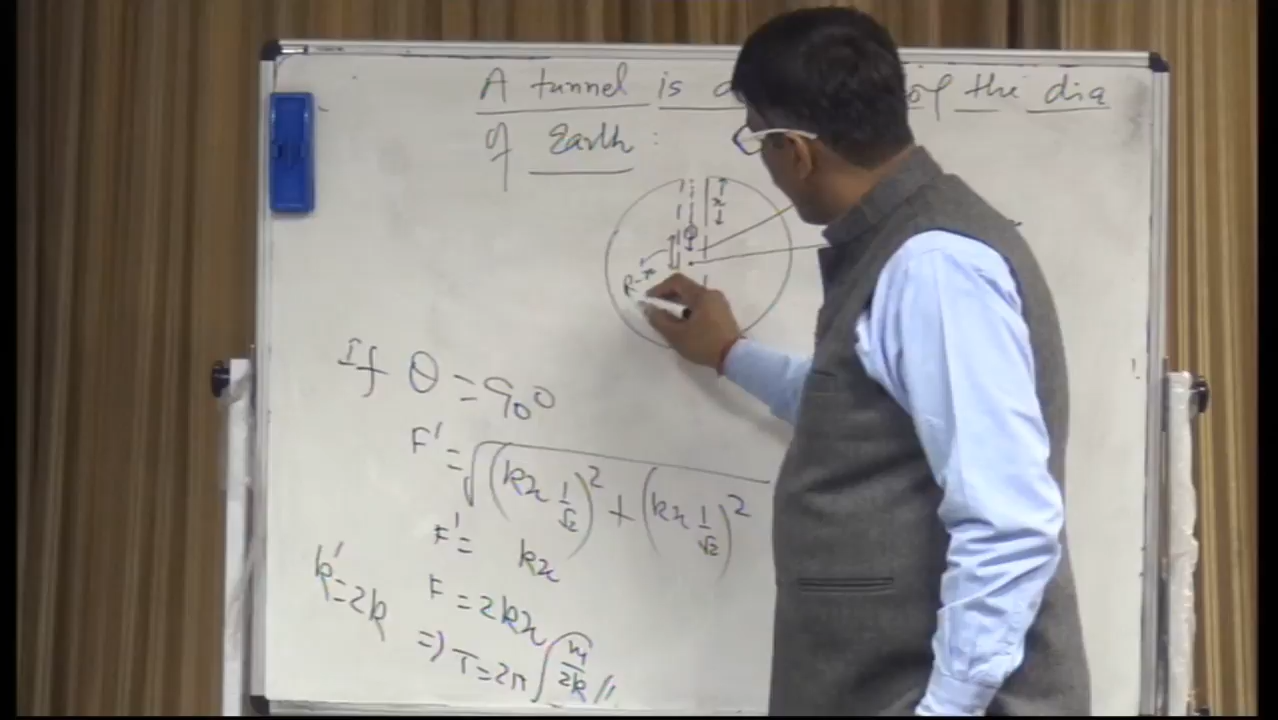 A tunnel is of the dia
of Earth :
x
R-x
If θ = 90°
F' = √(kx 1/√2)² + (kx 1/√2)²
F' = kx
k' = 2k
F = 2kx
=) T = 2π √m/2k //